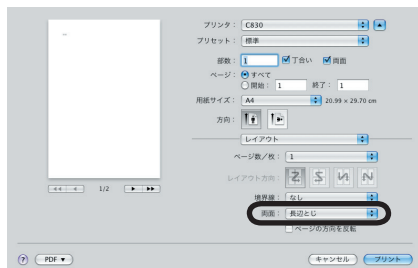 プリンタ： C830
プリセット： 標準
部数： 1 丁合い 両面
ページ： すべて
開始： 1 終了： 1
用紙サイズ： A4 20.99 x 29.70 cm
方向：
レイアウト
ページ数／枚： 1
レイアウト方向：
境界線： なし
両面： 長辺とじ
ページの方向を反転
1/2
? PDF▼ キャンセル プリント